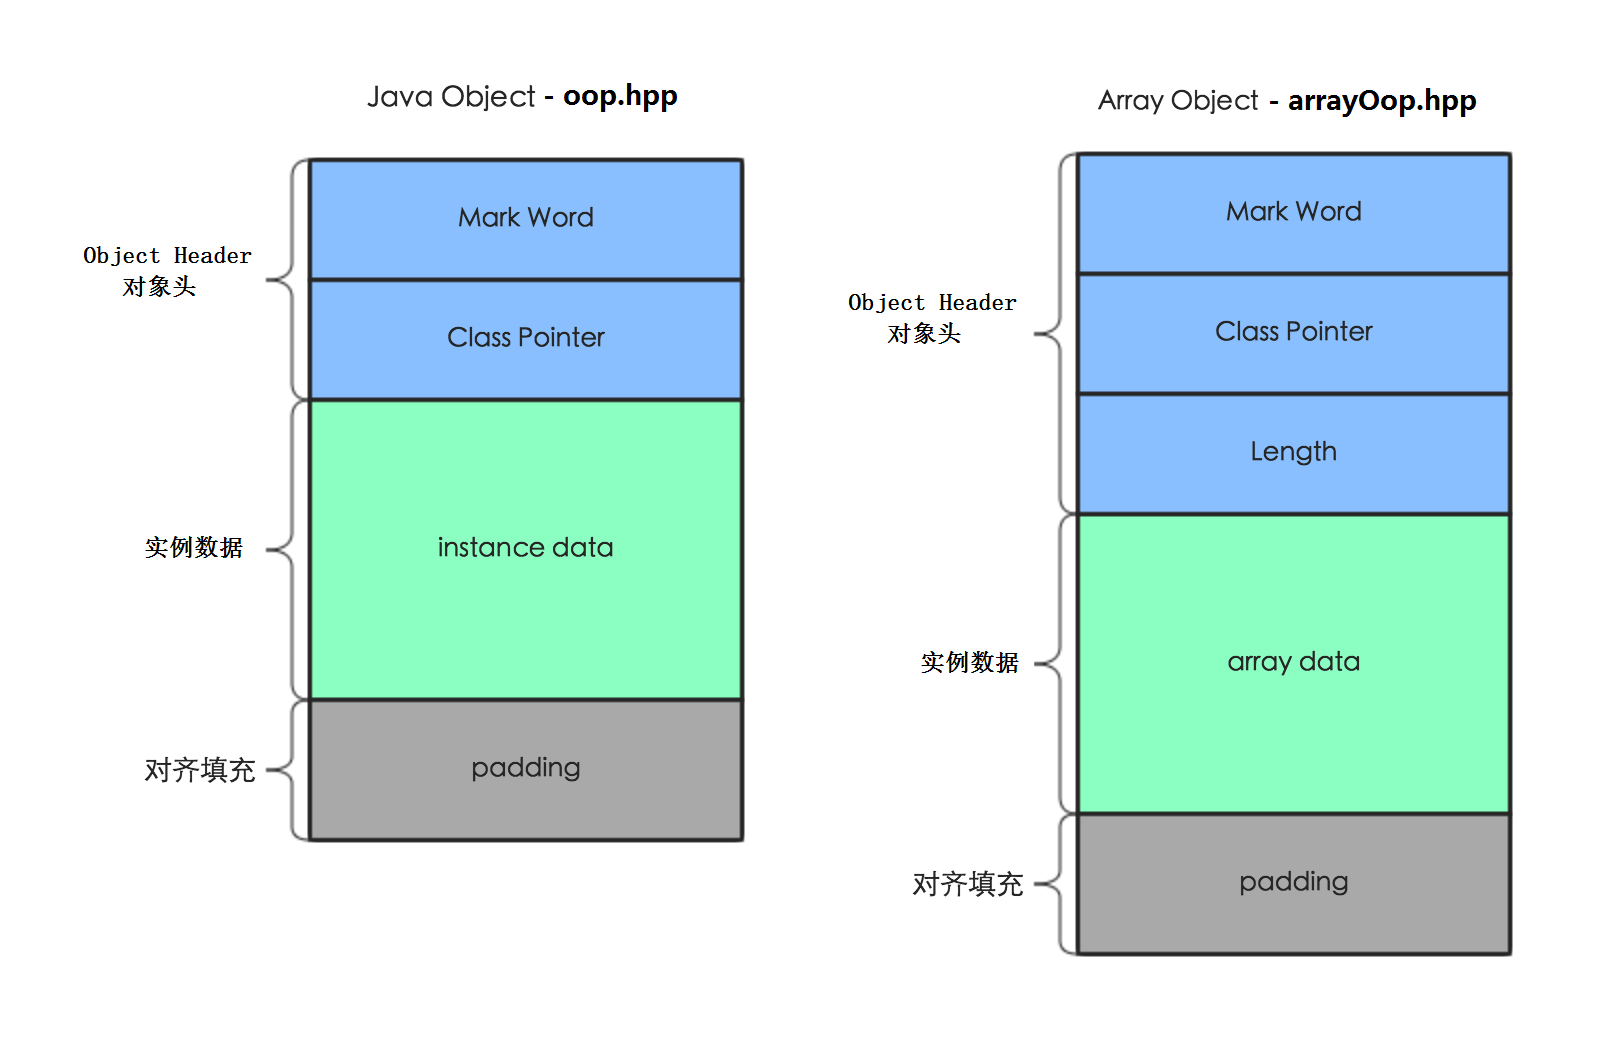 Java Object - oop.hpp
Mark Word
Object Header
对象头
Class Pointer
实例数据
instance data
对齐填充
padding
Array Object - arrayOop.hpp
Mark Word
Object Header
对象头
Class Pointer
Length
实例数据
array data
对齐填充
padding